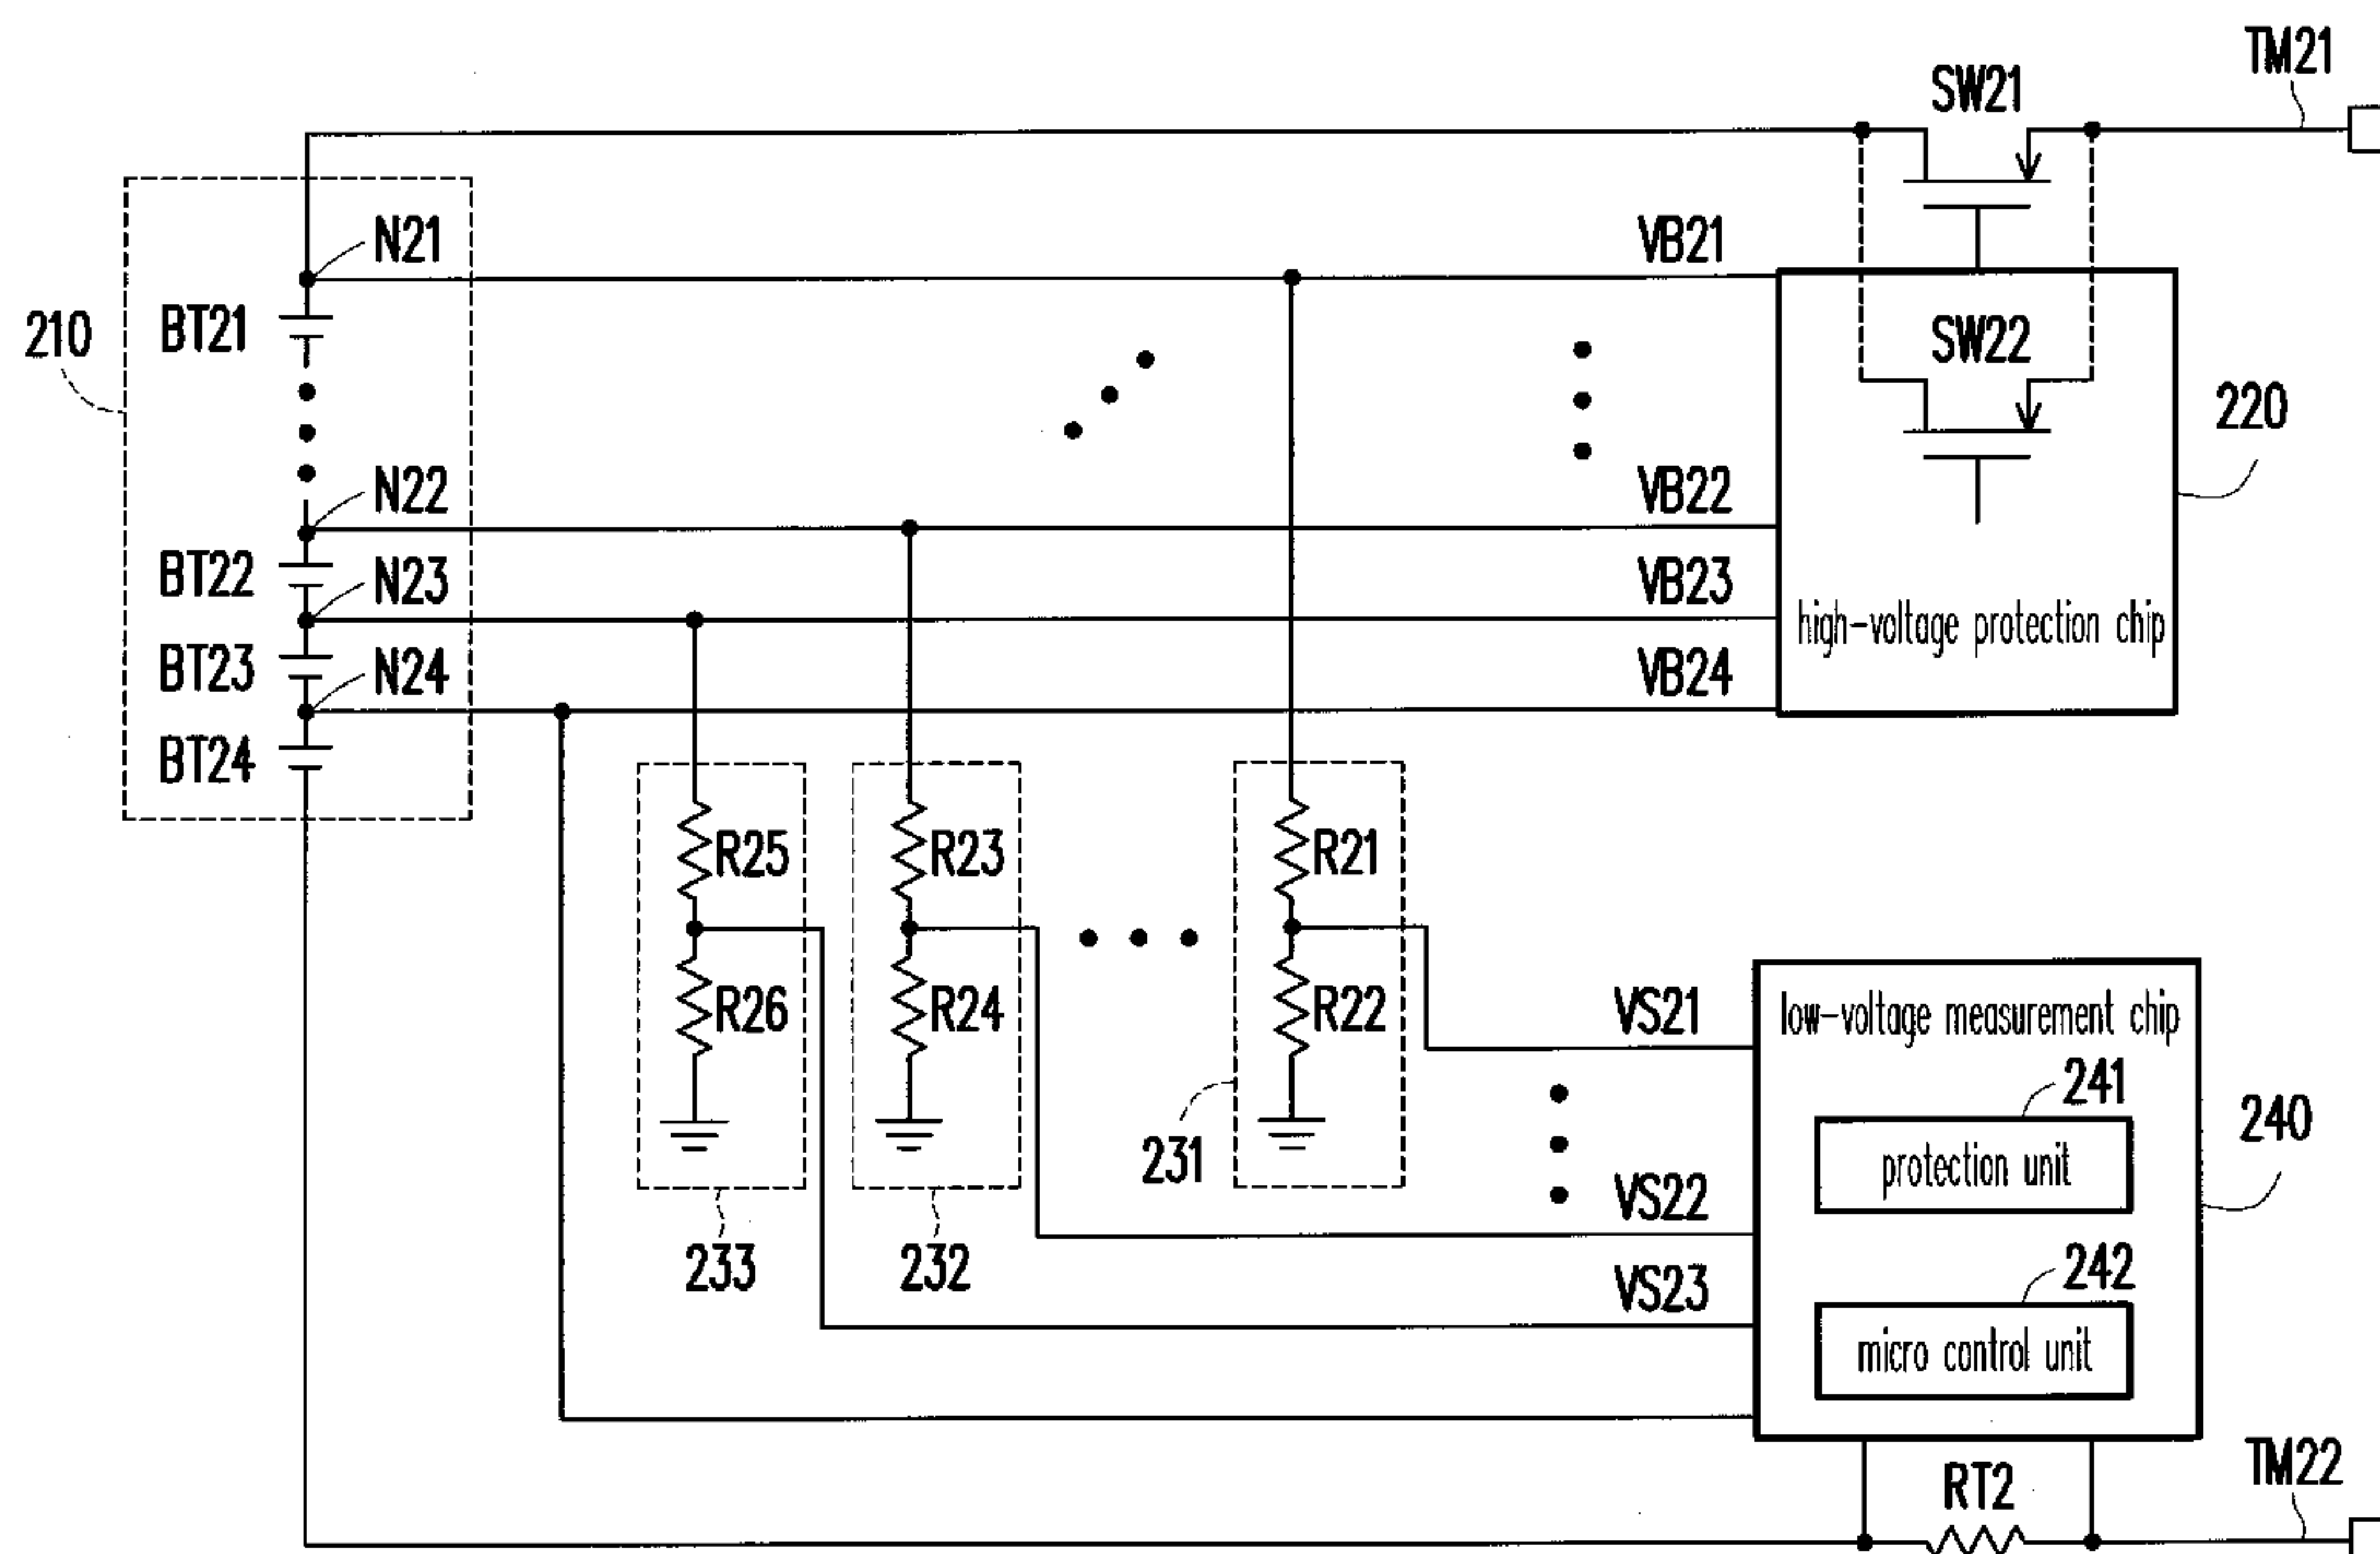 TM21
SW21
N21
VB21
210
BT21
SW22
220
N22
VB22
BT22
N23
VB23
high-voltage protection chip
BT23
N24
VB24
BT24
R25
R23
R21
R26
R24
R22
VS21
low-voltage measurement chip
241
240
231
protection unit
VS22
233
232
242
VS23
micro control unit
RT2
TM22